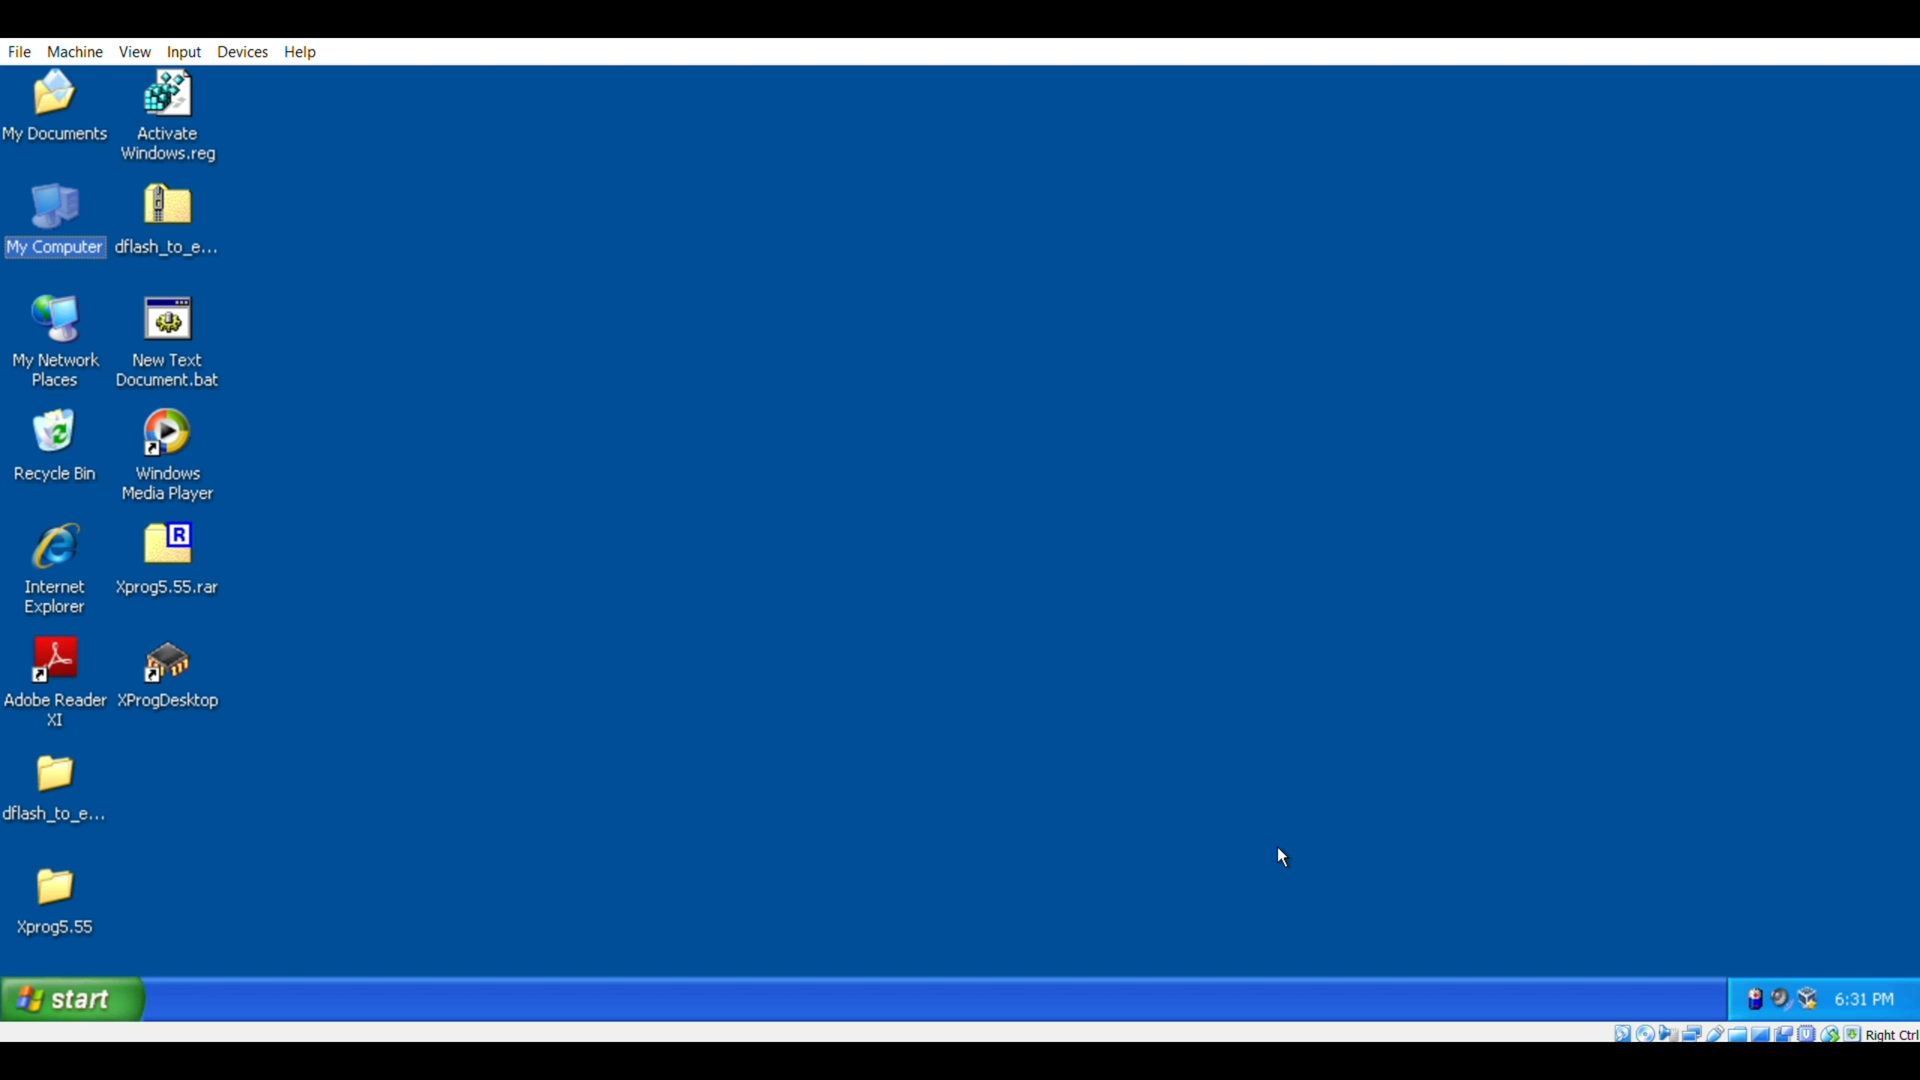 File Machine View Input Devices Help
My Documents
Activate
Windows.reg
My Computer
dflash_to_e...
My Network
Places
New Text
Document.bat
Recycle Bin
Windows
Media Player
Internet
Explorer
R
Xprog5.55.rar
Adobe Reader
XI
XProgDesktop
dflash_to_e...
Xprog5.55
start
6:31 PM
Right Ctrl